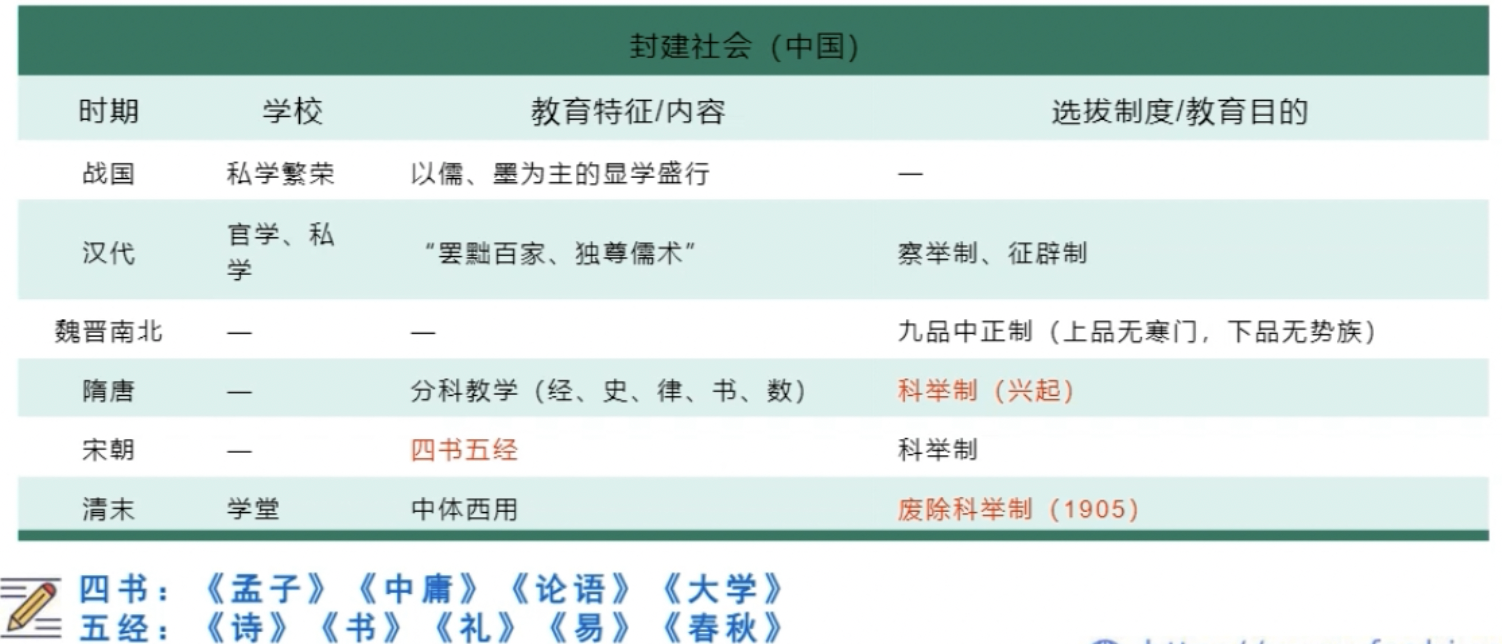 封建社会（中国）
时期 学校 教育特征/内容 选拔制度/教育目的
战国 私学繁荣 以儒、墨为主的显学盛行 —
汉代 官学、私学 “罢黜百家、独尊儒术” 察举制、征辟制
魏晋南北 — — 九品中正制（上品无寒门，下品无势族）
隋唐 — 分科教学（经、史、律、书、数） 科举制（兴起）
宋朝 — 四书五经 科举制
清末 学堂 中体西用 废除科举制（1905）
四书：《孟子》《中庸》《论语》《大学》
五经：《诗》《书》《礼》《易》《春秋》